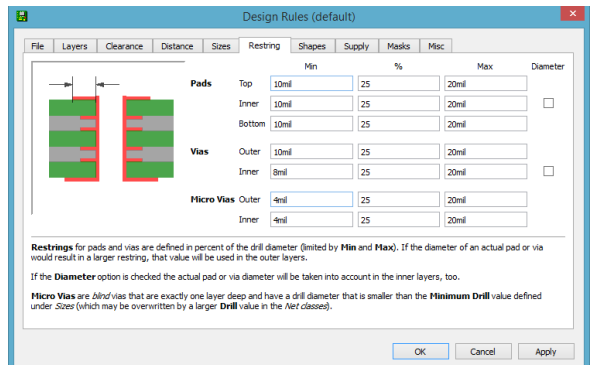 Design Rules (default)
File Layers Clearance Distance Sizes Restring Shapes Supply Masks Misc
Min % Max Diameter
Pads Top 10mil 25 20mil
Inner 10mil 25 20mil
Bottom 10mil 25 20mil
Vias Outer 10mil 25 20mil
Inner 8mil 25 20mil
Micro Vias Outer 4mil 25 20mil
Inner 4mil 25 20mil
Restrings for pads and vias are defined in percent of the drill diameter (limited by Min and Max). If the diameter of an actual pad or via
would result in a larger restring, that value will be used in the outer layers.
If the Diameter option is checked the actual pad or via diameter will be taken into account in the inner layers, too.
Micro Vias are blind vias that are exactly one layer deep and have a drill diameter that is smaller than the Minimum Drill value defined
under Sizes (which may be overwritten by a larger Drill value in the Net classes).
OK Cancel Apply